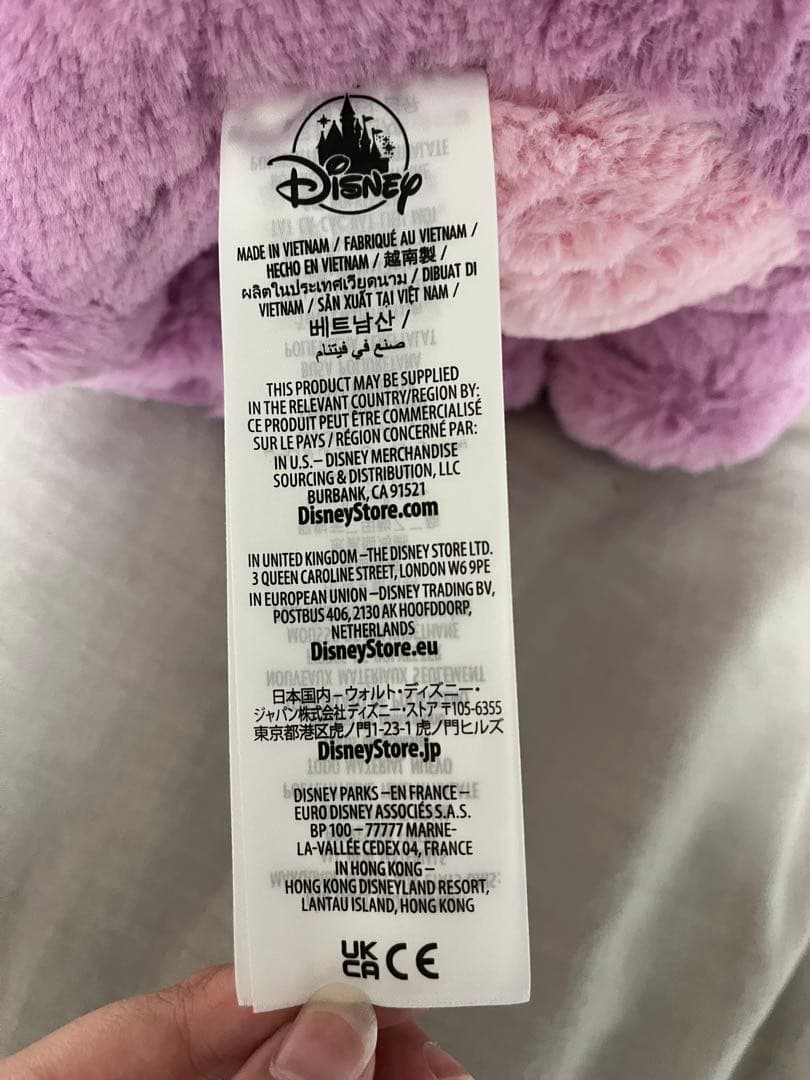 Disney
MADE IN VIETNAM / FABRIQUÉ AU VIETNAM /
HECHO EN VIETNAM / 越南製 /
ผลิตในประเทศเวียดนาม / DIBUAT DI
VIETNAM / SẢN XUẤT TẠI VIỆT NAM /
베트남산 /
صنع في فيتنام
THIS PRODUCT MAY BE SUPPLIED
IN THE RELEVANT COUNTRY/REGION BY:
CE PRODUIT PEUT ÊTRE COMMERCIALISÉ
SUR LE PAYS / RÉGION CONCERNÉ PAR:
IN U.S.– DISNEY MERCHANDISE
SOURCING & DISTRIBUTION, LLC
BURBANK, CA 91521
DisneyStore.com
IN UNITED KINGDOM –THE DISNEY STORE LTD.
3 QUEEN CAROLINE STREET, LONDON W6 9PE
IN EUROPEAN UNION –DISNEY TRADING BV,
POSTBUS 406, 2130 AK HOOFDDORP,
NETHERLANDS
DisneyStore.eu
日本国内 – ウォルト・ディズニー・
ジャパン株式会社 ディズニー・ストア 〒105-6355
東京都港区虎ノ門1-23-1 虎ノ門ヒルズ
DisneyStore.jp
DISNEY PARKS –EN FRANCE –
EURO DISNEY ASSOCIÉS S.A.S.
BP 100 – 77777 MARNE-
LA-VALLÉE CEDEX 04, FRANCE
IN HONG KONG –
HONG KONG DISNEYLAND RESORT,
LANTAU ISLAND, HONG KONG
UK
CA CE